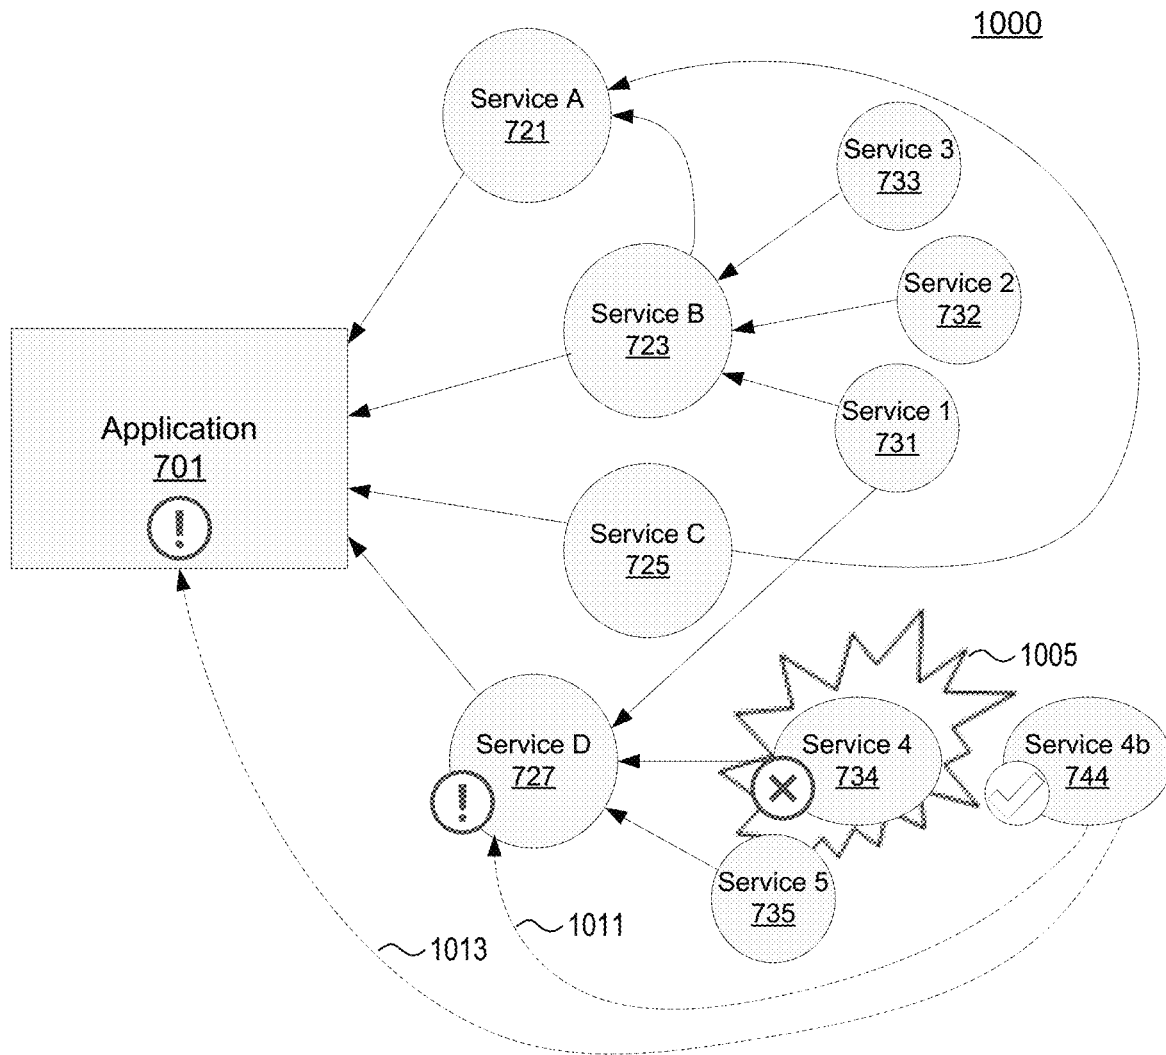 1000
Service A
721
Service 3
733
Service 2
732
Service B
723
Service 1
731
Application
701
!
Service C
725
1005
Service D
727
!
Service 4
734
Service 4b
744
Service 5
735
1011
1013